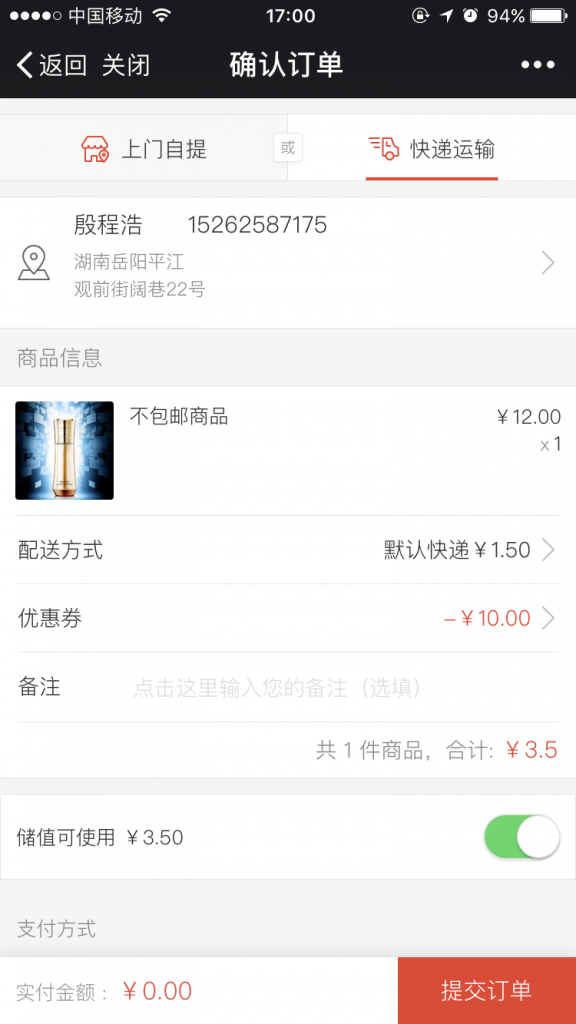 中国移动 17:00 94%
返回 关闭 确认订单
上门自提 或 快递运输
殷程浩 15262587175
湖南岳阳平江
观前街阔巷22号
商品信息
不包邮商品 ￥12.00
x 1
配送方式 默认快递￥1.50
优惠券 –￥10.00
备注 点击这里输入您的备注（选填）
共 1 件商品，合计：￥3.5
储值可使用 ￥3.50
支付方式
实付金额：￥0.00 提交订单